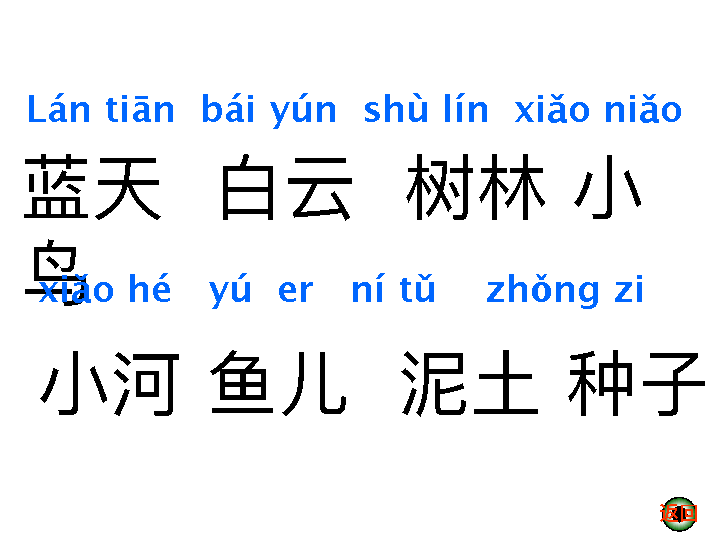 Lán tiān bái yún shù lín xiǎo niǎo
蓝天 白云 树林 小
鸟
xiǎo hé yú er ní tǔ zhǒng zi
小河 鱼儿 泥土 种子
返回